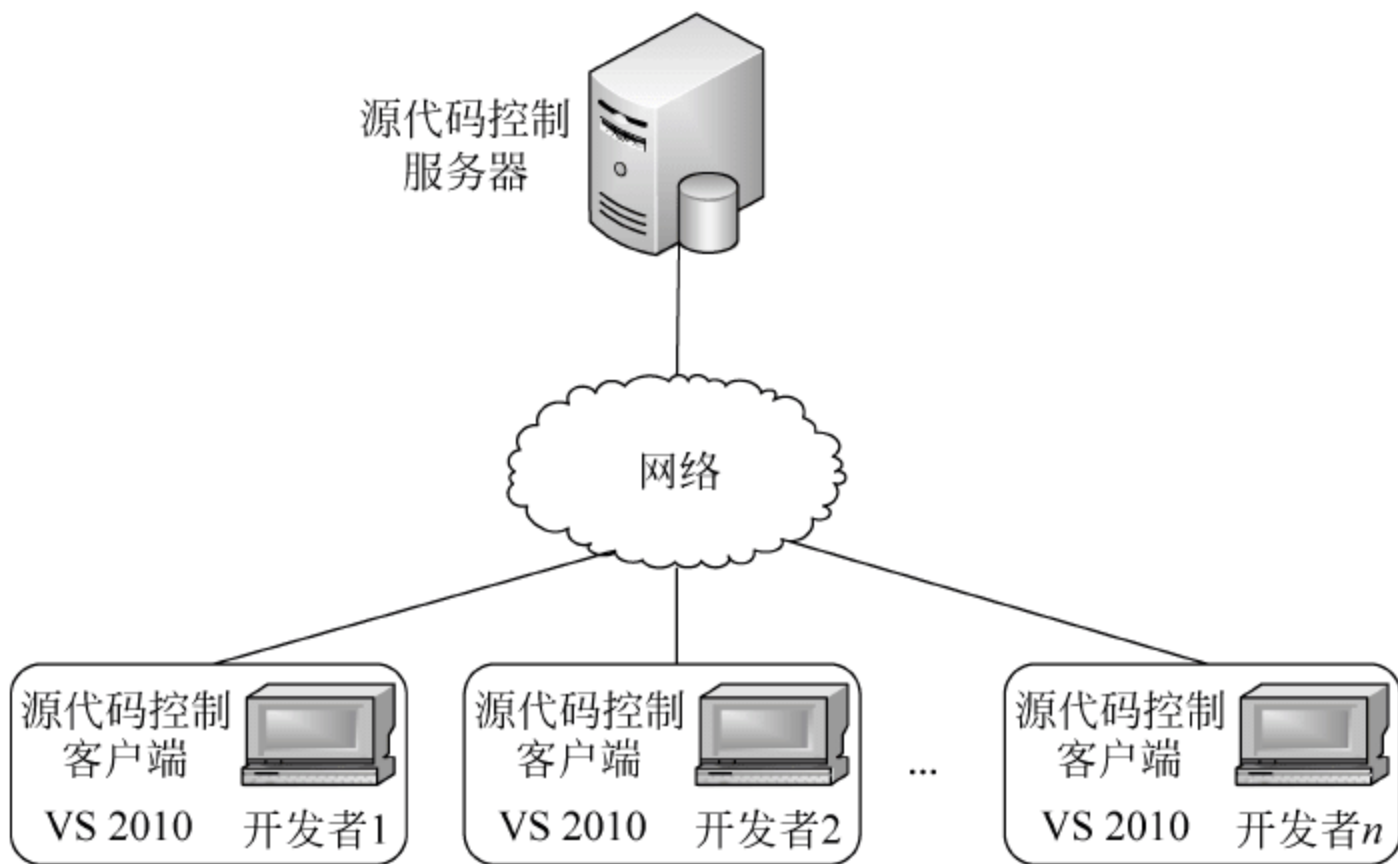 源代码控制
服务器
网络
源代码控制
客户端
VS 2010 开发者1
源代码控制
客户端
VS 2010 开发者2
...
源代码控制
客户端
VS 2010 开发者n